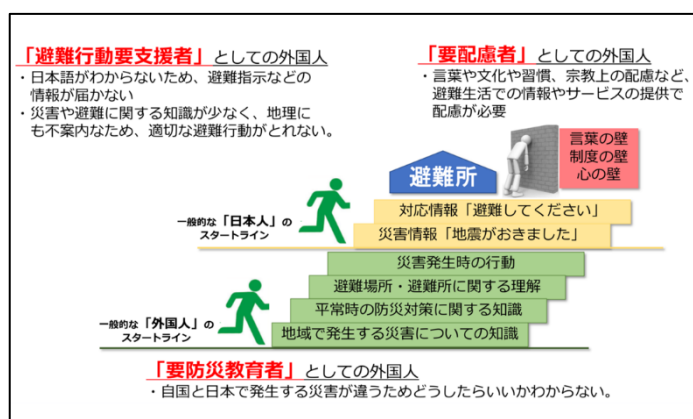 「避難行動要支援者」としての外国人
・日本語がわからないため、避難指示などの
情報が届かない
・災害や避難に関する知識が少なく、地理に
も不案内なため、適切な避難行動がとれない。
「要配慮者」としての外国人
・言葉や文化や習慣、宗教上の配慮など、
避難生活での情報やサービスの提供で
配慮が必要
言葉の壁
制度の壁
心の壁
避難所
対応情報「避難してください」
災害情報「地震がおきました」
一般的な「日本人」の
スタートライン
災害発生時の行動
避難場所・避難所に関する理解
平常時の防災対策に関する知識
地域で発生する災害についての知識
一般的な「外国人」の
スタートライン
「要防災教育者」としての外国人
・自国と日本で発生する災害が違うためどうしたらいいかわからない。